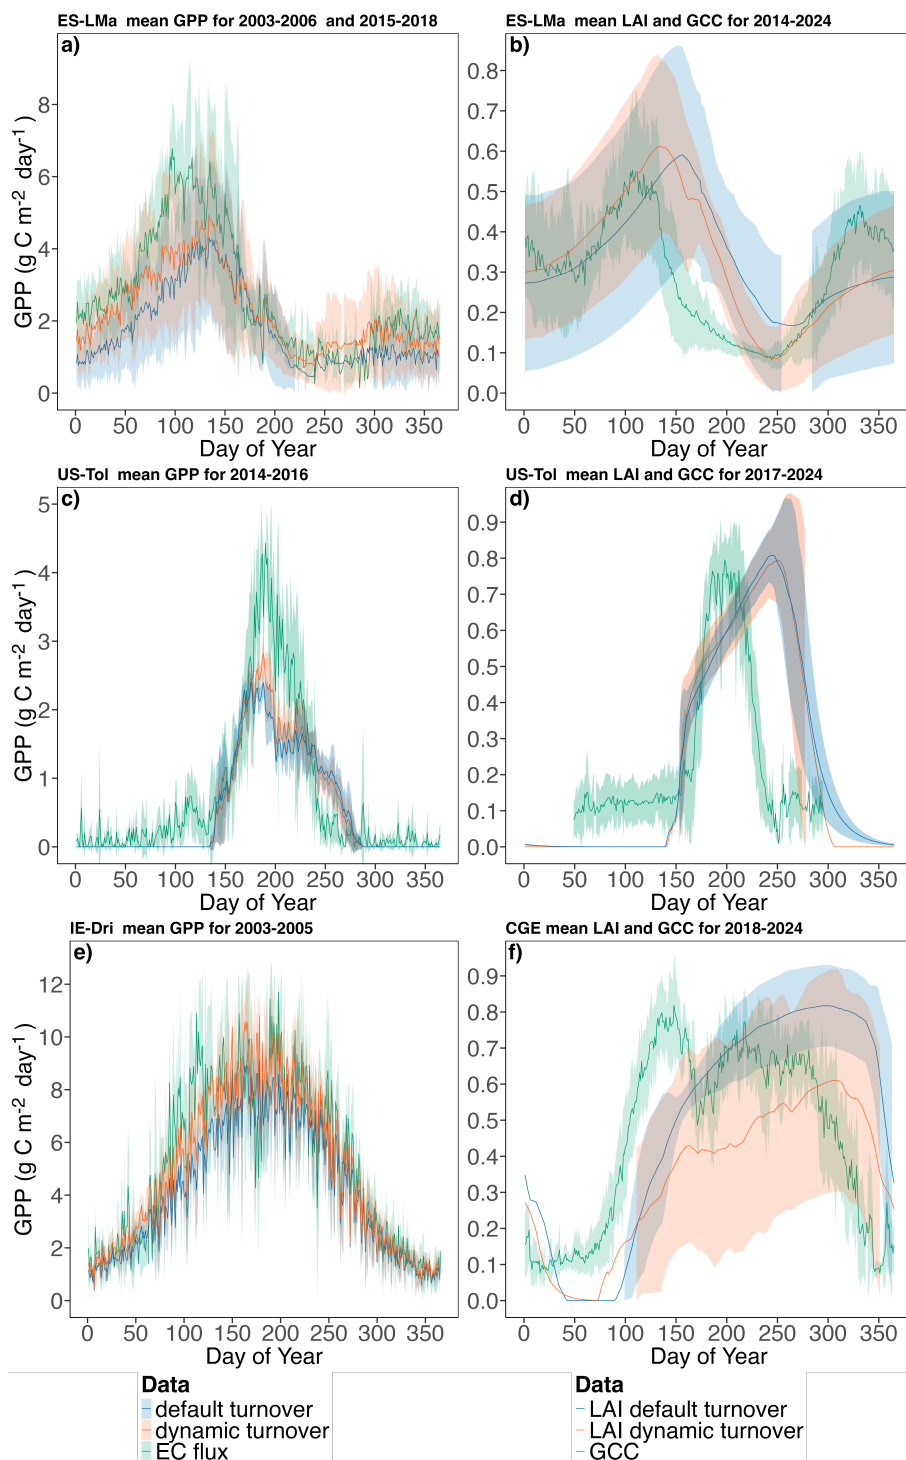 ES-LMa mean GPP for 2003-2006 and 2015-2018
a)
GPP (g C m-2 day-1 )
8
6
4
2
0
0 50 100 150 200 250 300 350
Day of Year
ES-LMa mean LAI and GCC for 2014-2024
b)
0.8
0.7
0.6
0.5
0.4
0.3
0.2
0.1
0.0
0 50 100 150 200 250 300 350
Day of Year
US-Tol mean GPP for 2014-2016
c)
GPP (g C m-2 day-1 )
5
4
3
2
1
0
0 50 100 150 200 250 300 350
Day of Year
US-Tol mean LAI and GCC for 2017-2024
d)
0.9
0.8
0.7
0.6
0.5
0.4
0.3
0.2
0.1
0.0
0 50 100 150 200 250 300 350
Day of Year
IE-Dri mean GPP for 2003-2005
e)
GPP (g C m-2 day-1 )
12
10
8
6
4
2
0
0 50 100 150 200 250 300 350
Day of Year
CGE mean LAI and GCC for 2018-2024
f)
0.9
0.8
0.7
0.6
0.5
0.4
0.3
0.2
0.1
0.0
0 50 100 150 200 250 300 350
Day of Year
Data
default turnover
dynamic turnover
EC flux
Data
LAI default turnover
LAI dynamic turnover
GCC